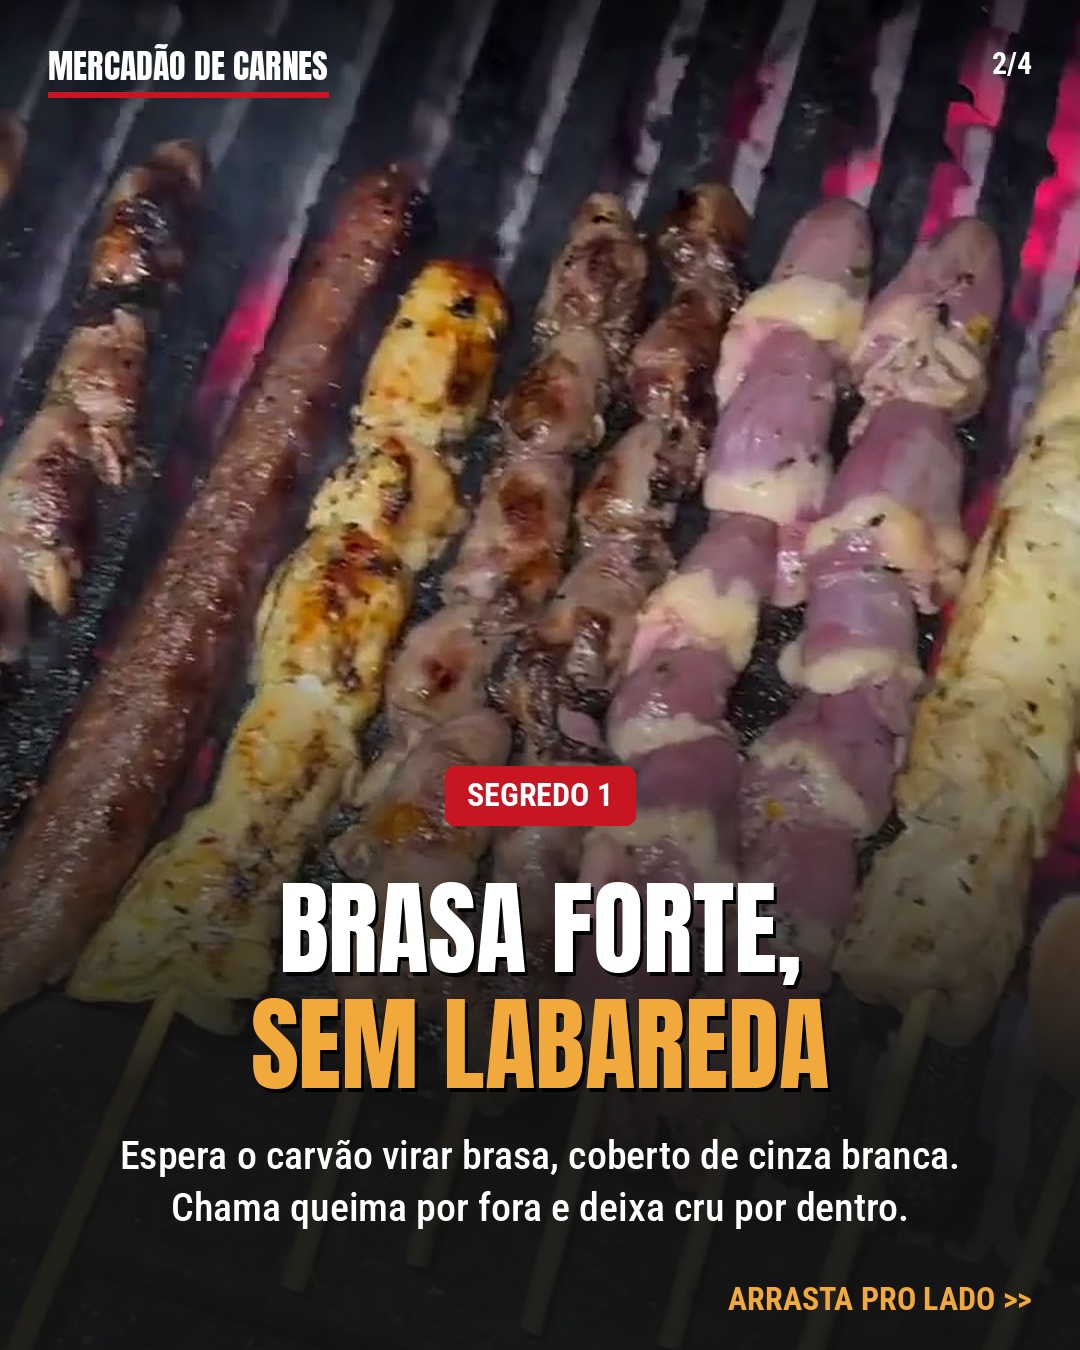 MERCADÃO DE CARNES
2/4
SEGREDO 1
BRASA FORTE,
SEM LABAREDA
Espera o carvão virar brasa, coberto de cinza branca.
Chama queima por fora e deixa cru por dentro.
ARRASTA PRO LADO >>